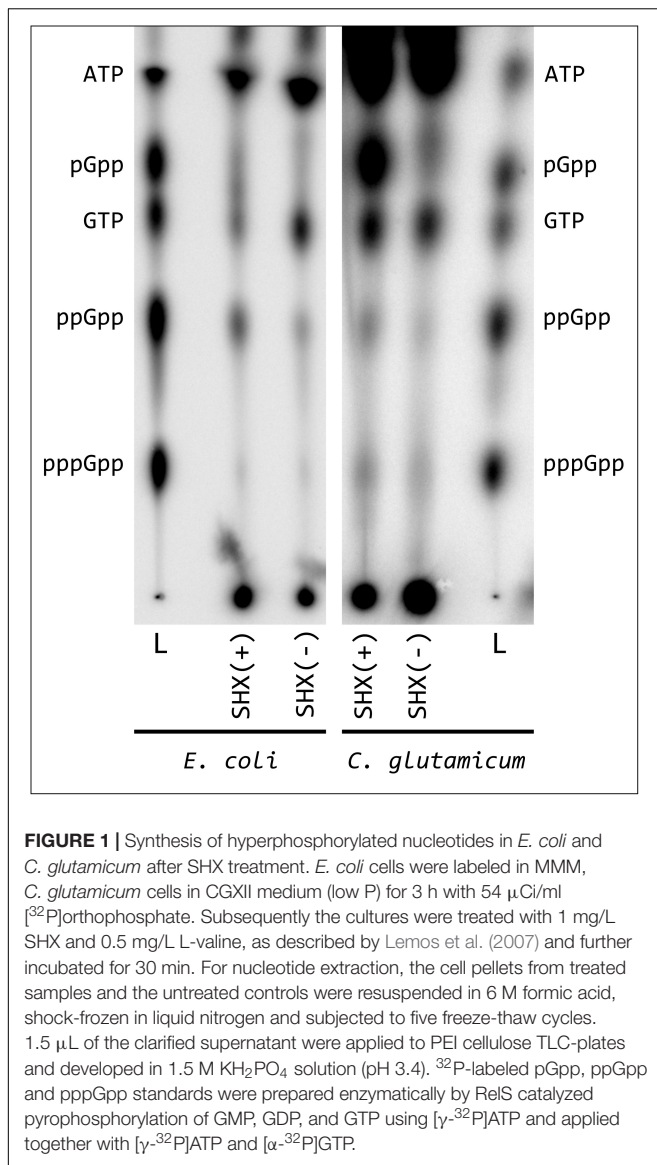 ATP ATP
pGpp pGpp
GTP GTP
ppGpp ppGpp
pppGpp pppGpp
L SHX(+) SHX(-) SHX(+) SHX(-) L
E. coli C. glutamicum
FIGURE 1 | Synthesis of hyperphosphorylated nucleotides in E. coli and
C. glutamicum after SHX treatment. E. coli cells were labeled in MMM,
C. glutamicum cells in CGXII medium (low P) for 3 h with 54 μCi/ml
[³²P]orthophosphate. Subsequently the cultures were treated with 1 mg/L
SHX and 0.5 mg/L L-valine, as described by Lemos et al. (2007) and further
incubated for 30 min. For nucleotide extraction, the cell pellets from treated
samples and the untreated controls were resuspended in 6 M formic acid,
shock-frozen in liquid nitrogen and subjected to five freeze-thaw cycles.
1.5 μL of the clarified supernatant were applied to PEI cellulose TLC-plates
and developed in 1.5 M KH₂PO₄ solution (pH 3.4). ³²P-labeled pGpp, ppGpp
and pppGpp standards were prepared enzymatically by RelS catalyzed
pyrophosphorylation of GMP, GDP, and GTP using [γ-³²P]ATP and applied
together with [γ-³²P]ATP and [α-³²P]GTP.